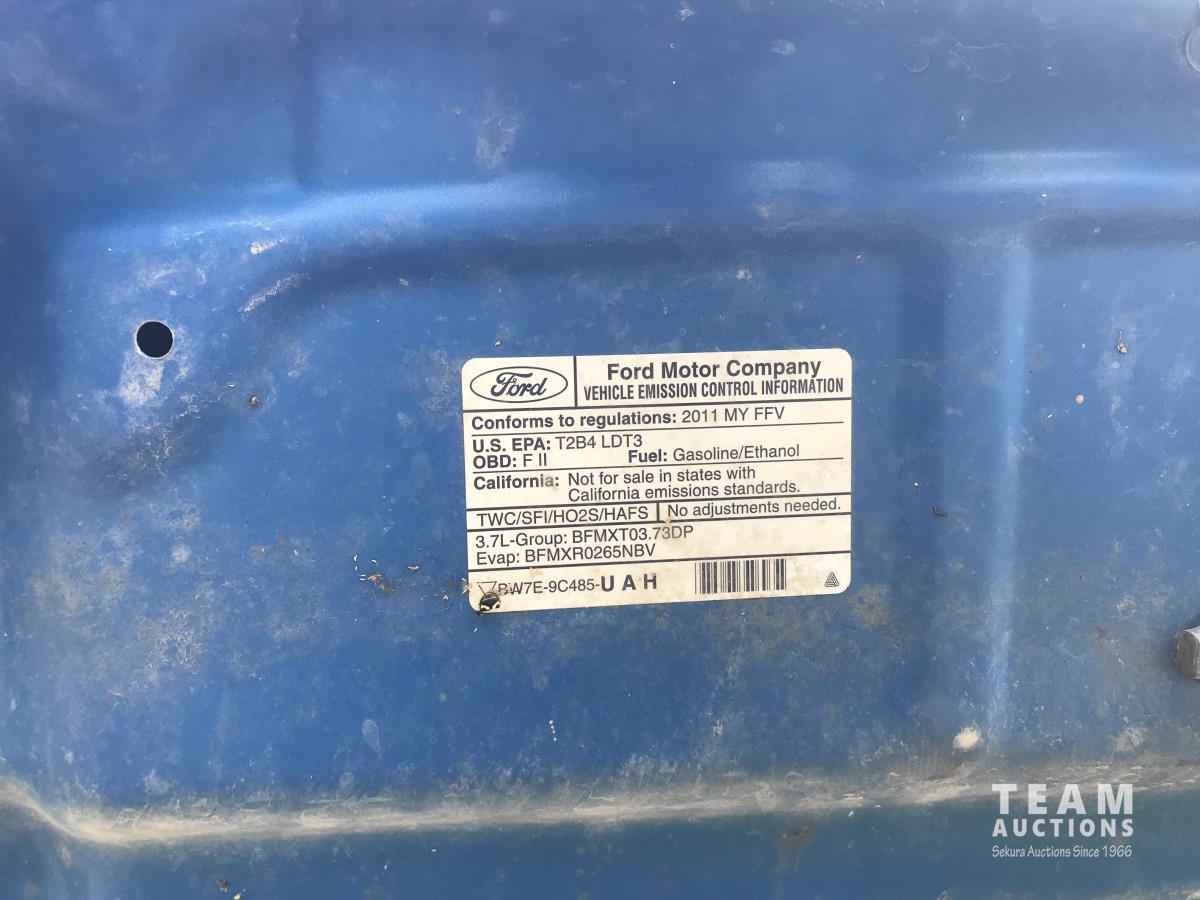 Ford
Ford Motor Company
VEHICLE EMISSION CONTROL INFORMATION
Conforms to regulations: 2011 MY FFV
U.S. EPA: T2B4 LDT3
OBD: F II Fuel: Gasoline/Ethanol
California: Not for sale in states with
California emissions standards.
TWC/SFI/HO2S/HAFS No adjustments needed.
3.7L-Group: BFMXT03.73DP
Evap: BFMXR0265NBV
BW7E-9C485-UAH
TEAM
AUCTIONS
Sekura Auctions Since 1966